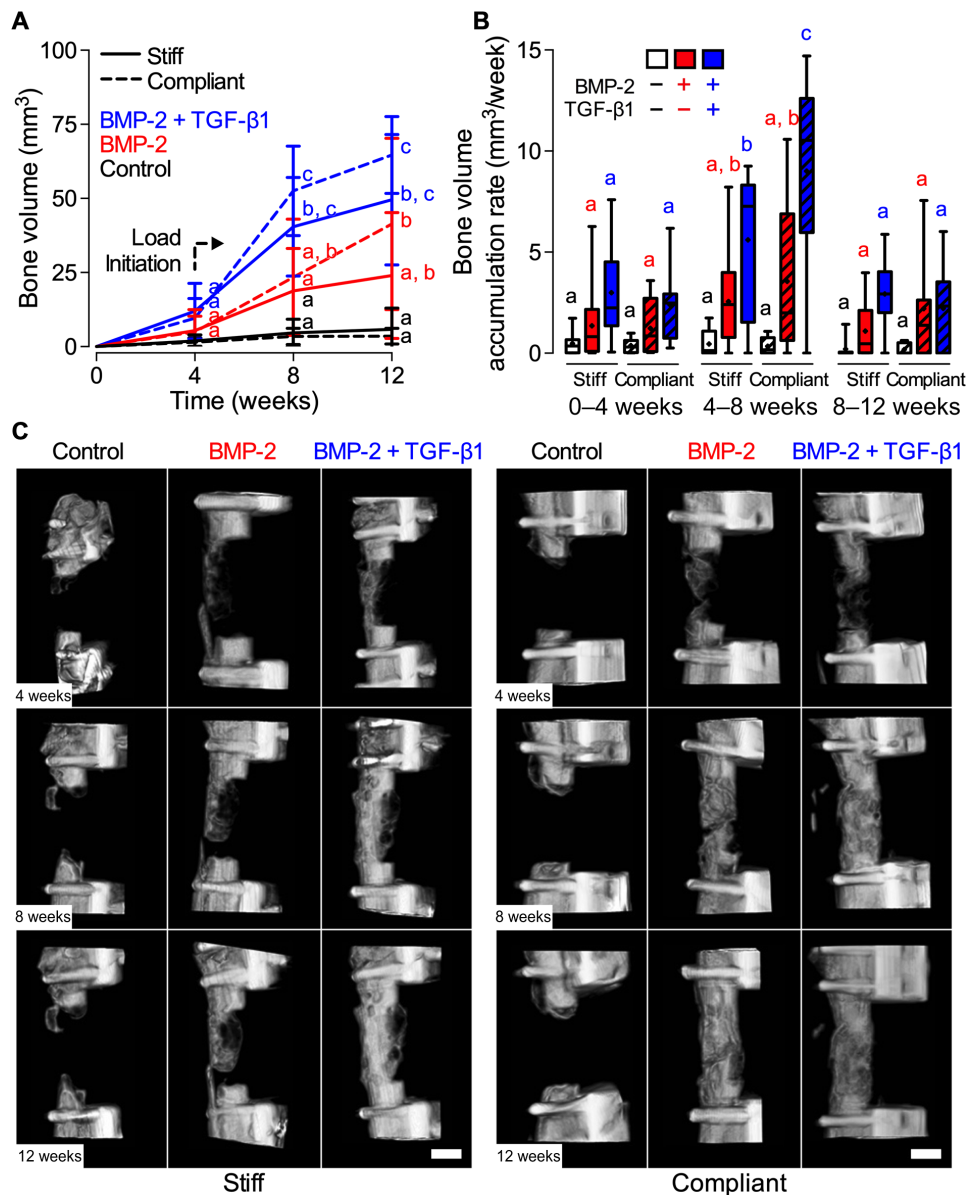 A
100
75
50
25
0
Bone volume (mm³)
Stiff
Compliant
BMP-2 + TGF-β1
BMP-2
Control
Load
Initiation
a
a
a
c
b, c
a, b
a
a
a
c
b, c
b
a, b
a
a
0
4
8
12
Time (weeks)
B
15
10
5
0
Bone volume
accumulation rate (mm³/week)
BMP-2 − + +
TGF-β1 − − +
a a a a a a
a a, b b a a, b c
a a a a a a
Stiff Compliant Stiff Compliant Stiff Compliant
0–4 weeks 4–8 weeks 8–12 weeks
C
Control BMP-2 BMP-2 + TGF-β1 Control BMP-2 BMP-2 + TGF-β1
4 weeks 4 weeks
8 weeks 8 weeks
12 weeks 12 weeks
Stiff Compliant